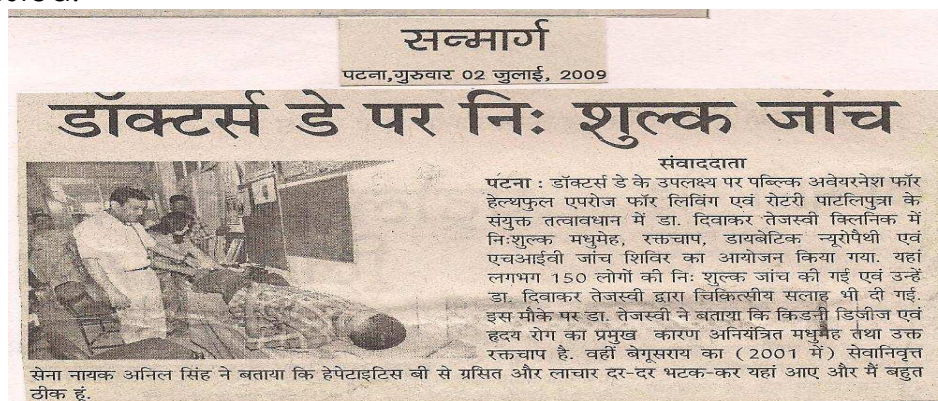 सन्मार्ग
पटना,गुरुवार 02 जुलाई, 2009
डॉक्टर्स डे पर निः शुल्क जांच
संवाददाता
पटना : डॉक्टर्स डे के उपलक्ष्य पर पब्लिक अवेयरनेश फॉर
हेल्थफुल एपरोज फॉर लिविंग एवं रोटरी पाटलिपुत्रा के
संयुक्त तत्वावधान में डा. दिवाकर तेजस्वी क्लिनिक में
निःशुल्क मधुमेह, रक्तचाप, डायबेटिक न्यूरोपैथी एवं
एचआईवी जांच शिविर का आयोजन किया गया. यहां
लगभग 150 लोगों की निः शुल्क जांच की गई एवं उन्हें
डा. दिवाकर तेजस्वी द्वारा चिकित्सीय सलाह भी दी गई.
इस मौके पर डा. तेजस्वी ने बताया कि किडनी डिजीज एवं
हृदय रोग का प्रमुख कारण अनियंत्रित मधुमेह तथा उक्त
रक्तचाप है. वहीं बेगूसराय का (2001 में) सेवानिवृत्त
सेना नायक अनिल सिंह ने बताया कि हेपेटाइटिस बी से ग्रसित और लाचार दर-दर भटक-कर यहां आए और मैं बहुत
ठीक हूं.